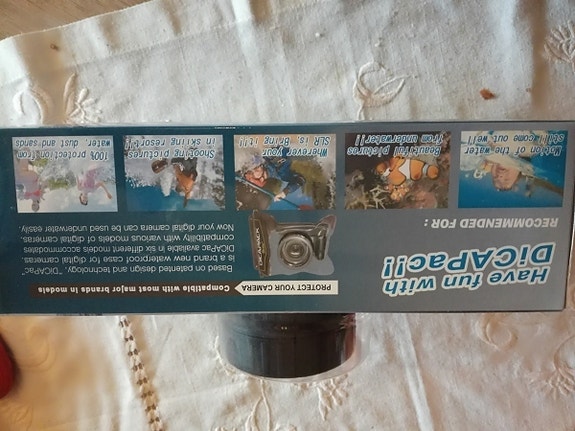 Have fun with
DiCAPac!!
PROTECT YOUR CAMERA
Compatible with most major brands in models
Based on patented design and technology, "DiCAPac"
is a brand new waterproof case for digital cameras.
DiCAPac available in six different models accommodates
compatibility with various models of digital cameras.
Now your digital camera can be used underwater easily.
DiCAPACK
RECOMMENDED FOR :
Motion of the water
still come out well
Beautiful pictures
from underwater!!
Wherever your
SLR is Bring it!!
Shooting pictures
in skiing resort!!
100% protection from
water dust and sands